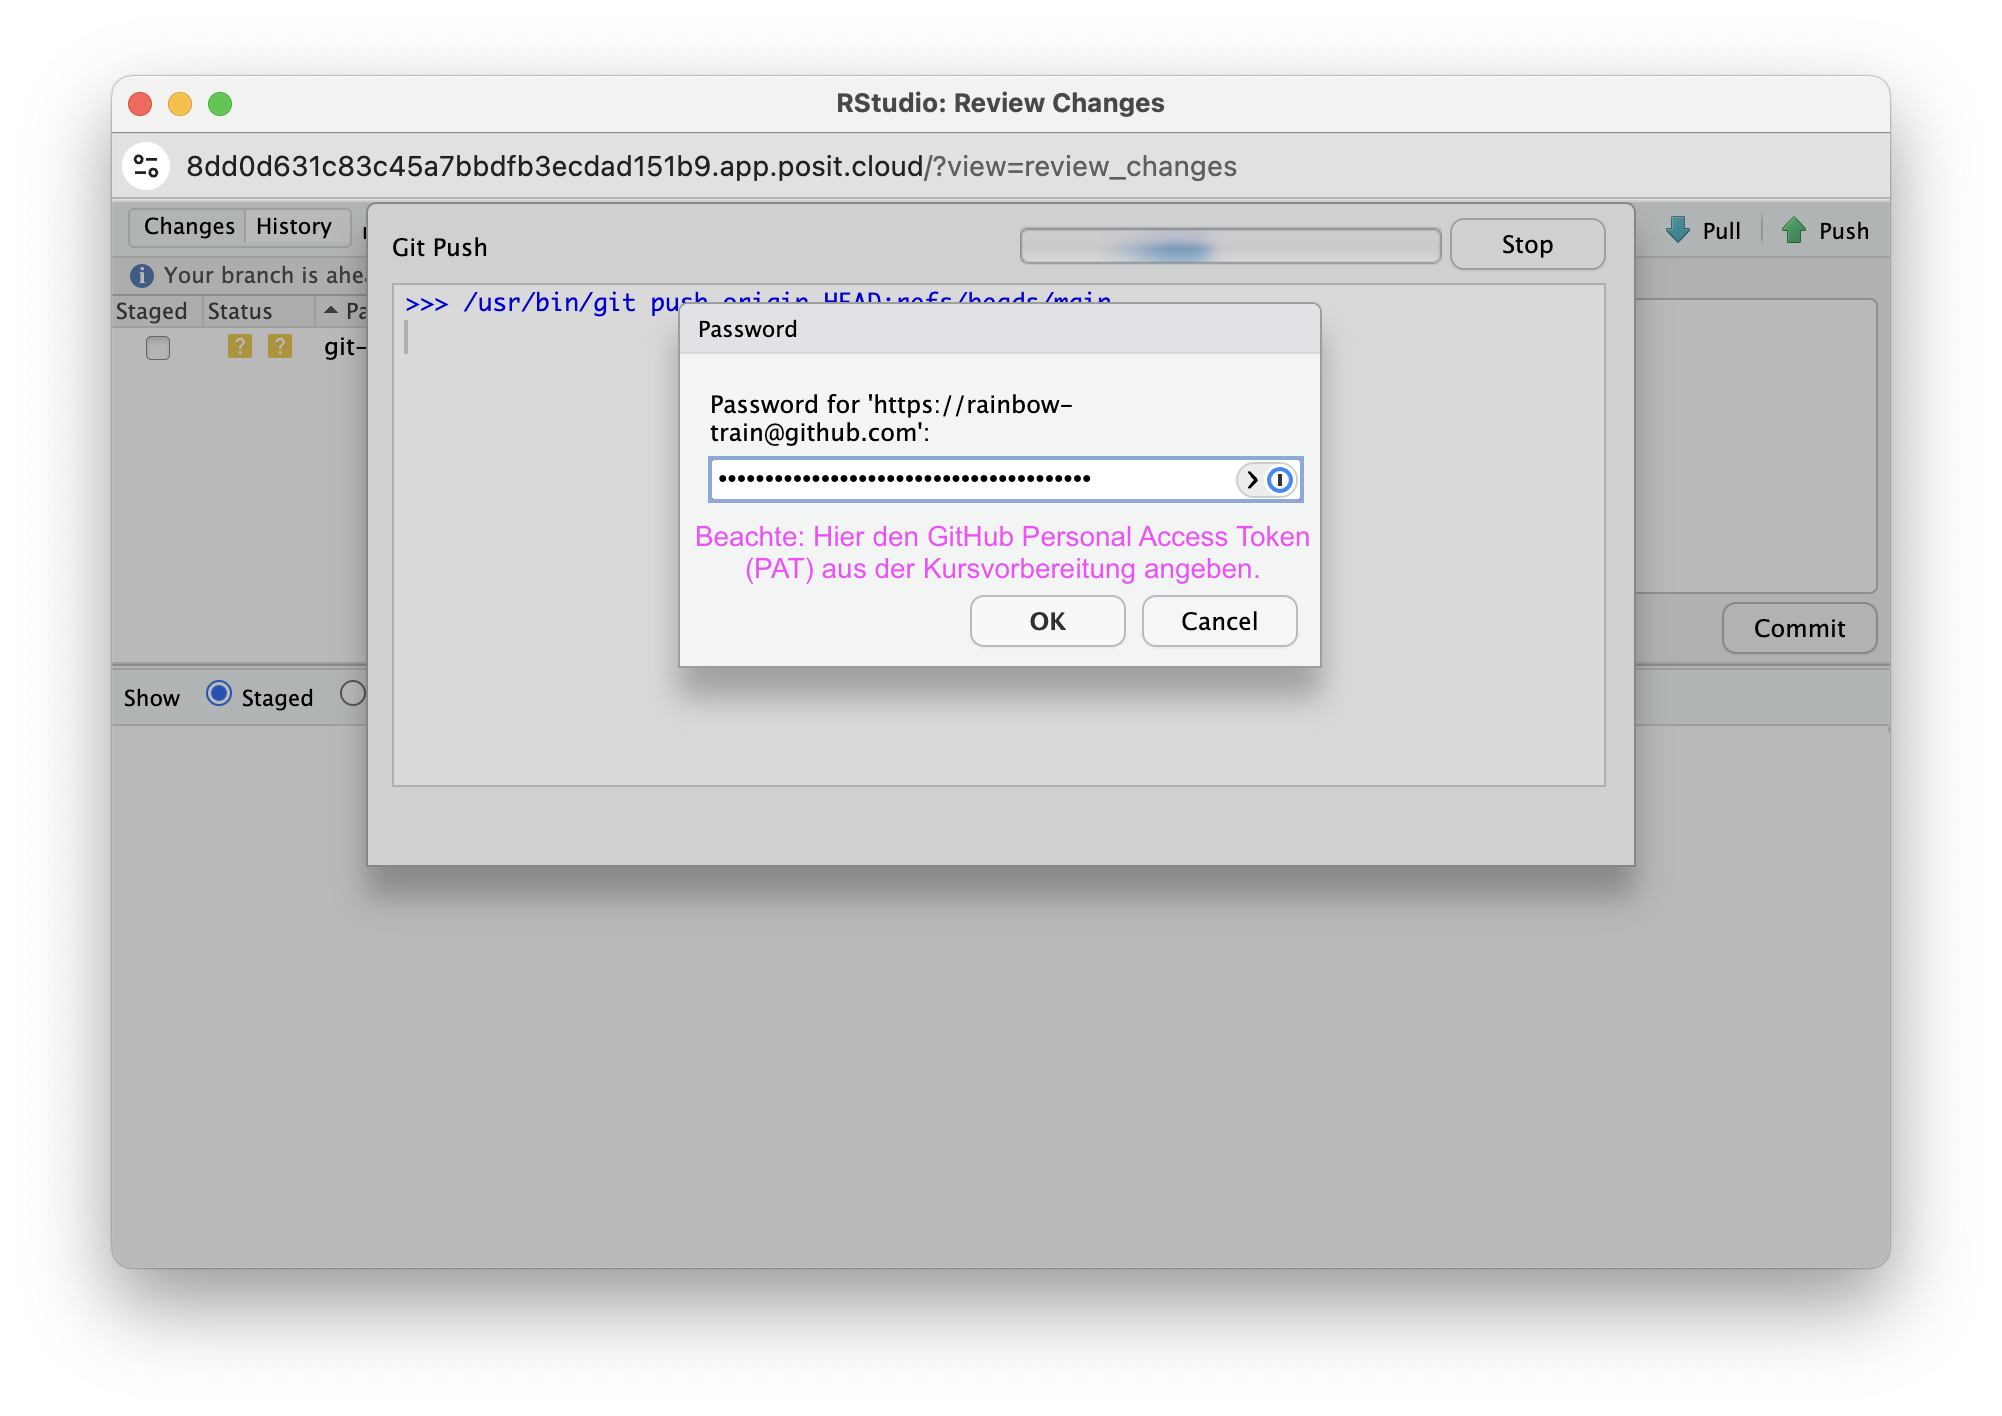 RStudio: Review Changes
8dd0d631c83c45a7bbdfb3ecdad151b9.app.posit.cloud/?view=review_changes
Changes History
Git Push
Stop
Pull
Push
Your branch is ahe
>>> /usr/bin/git push origin HEAD:refs/heads/main
Staged Status Pa
git-
Password
Password for 'https://rainbow-
train@github.com':
Beachte: Hier den GitHub Personal Access Token
(PAT) aus der Kursvorbereitung angeben.
OK
Cancel
Commit
Show Staged